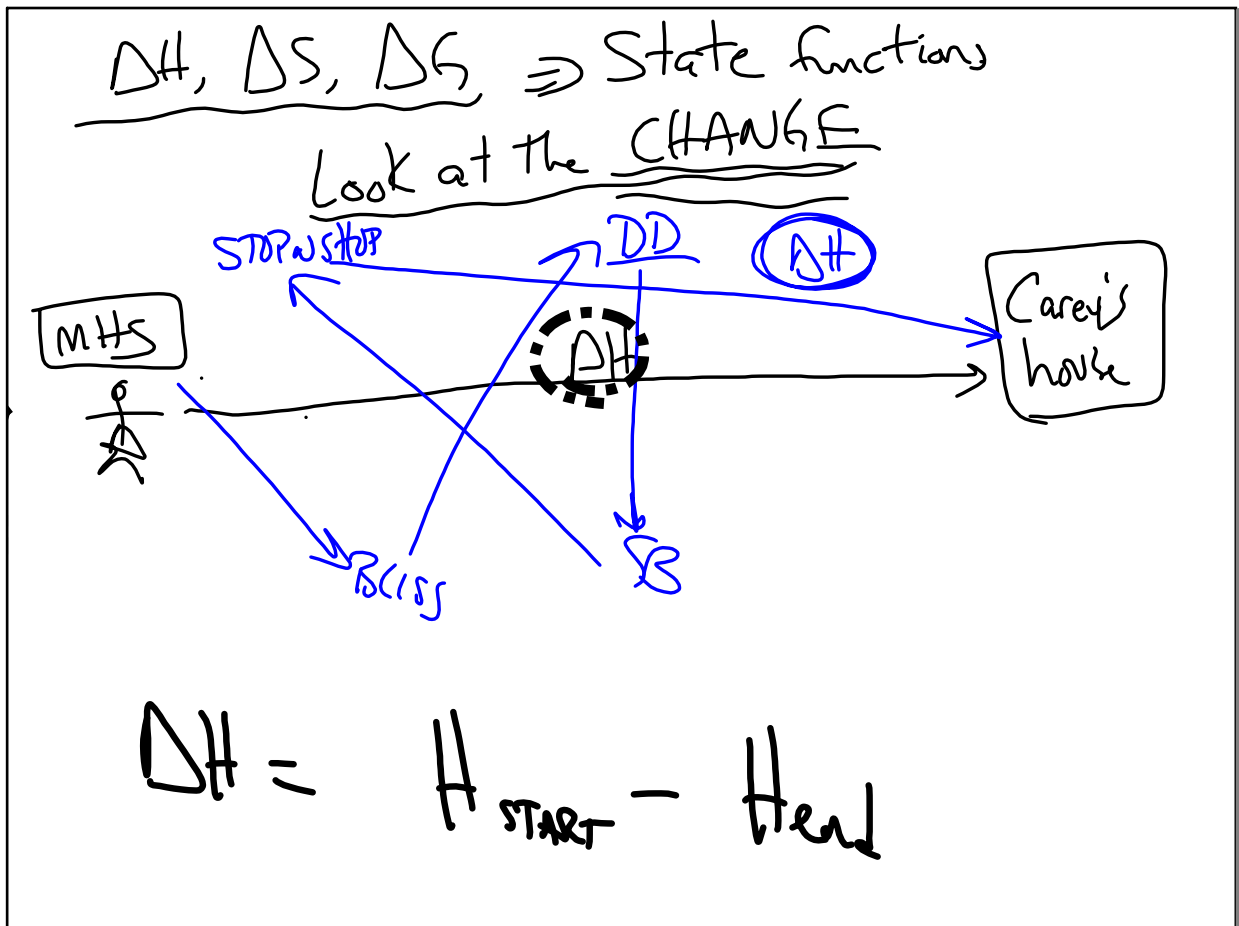 ΔH, ΔS, ΔG, ⇒ State functions
Look at the CHANGE
STOP N SHOP
DD
ΔH
MHS
ΔH
Carey's
house
BLISS
SB
ΔH = H START - Hend